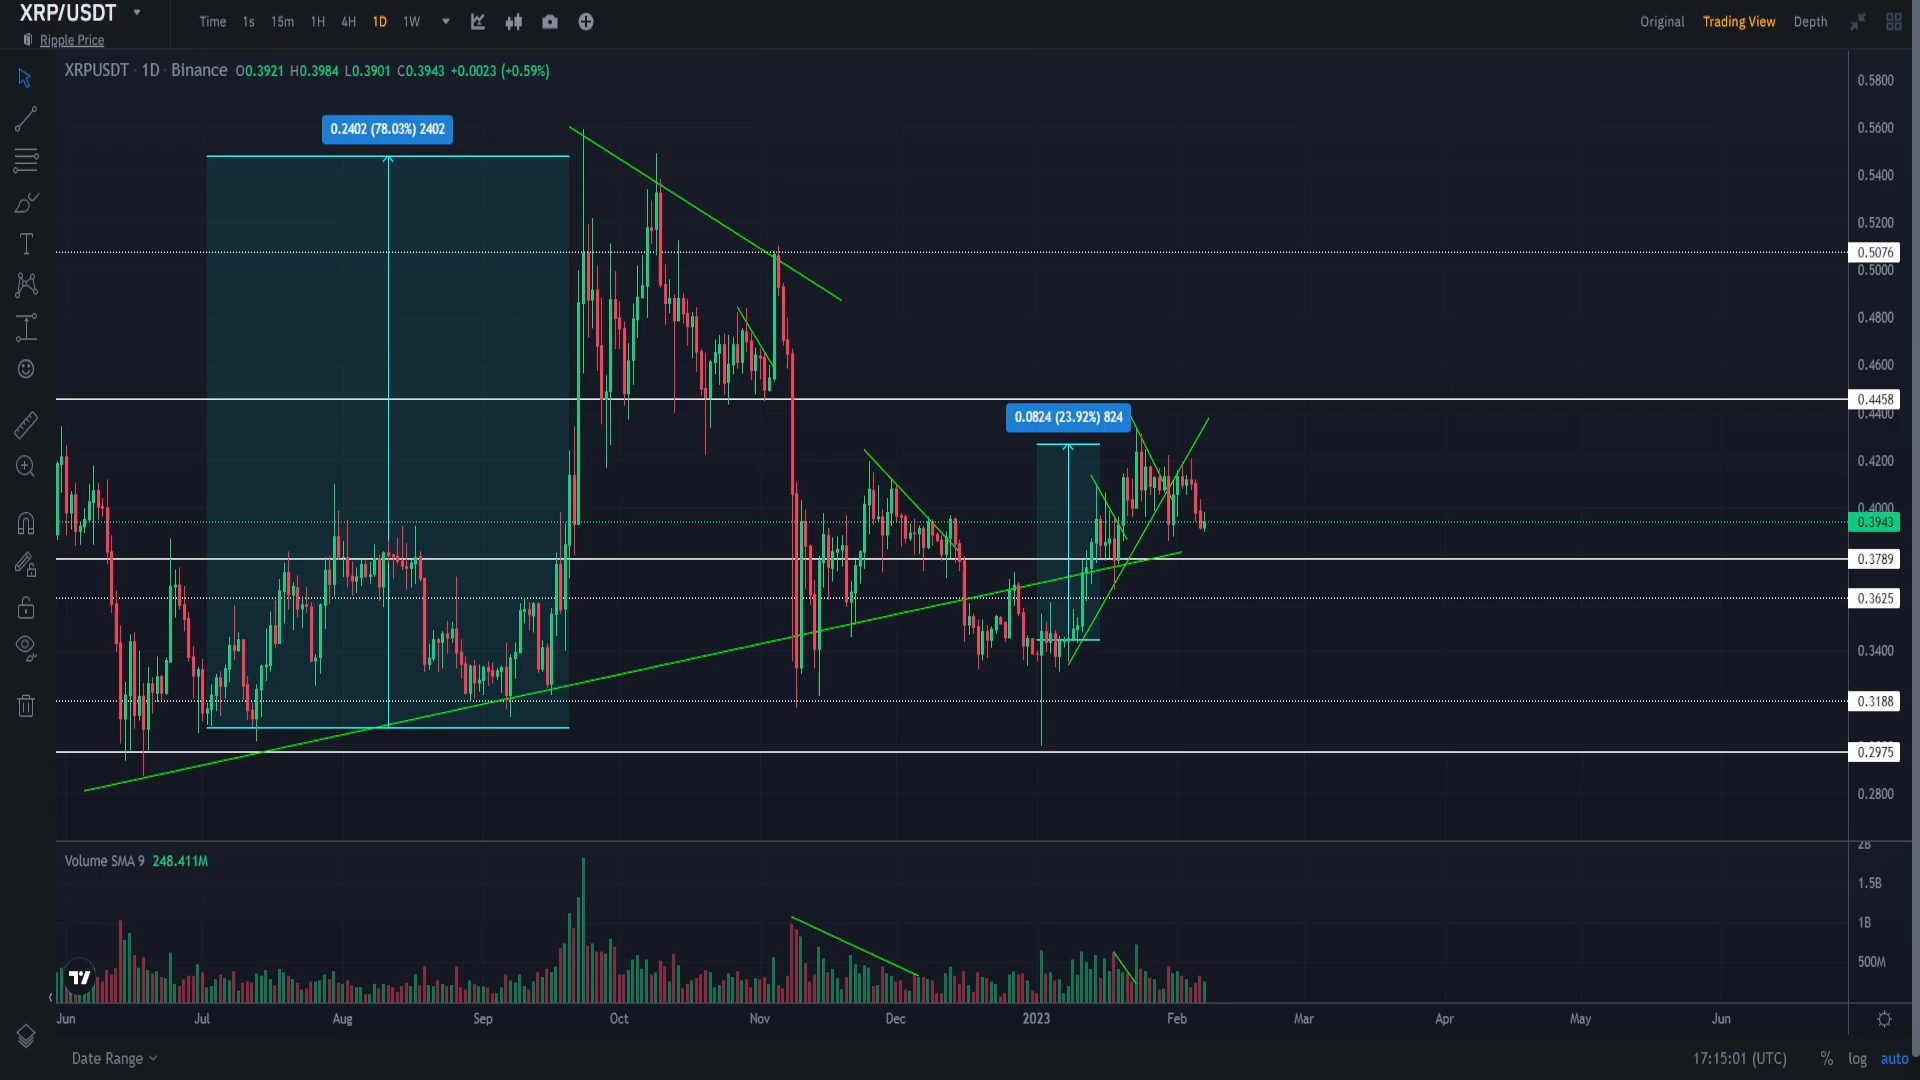 XRP/USDT
Ripple Price
Time 1s 15m 1H 4H 1D 1W
Original Trading View Depth
XRPUSDT · 1D · Binance O0.3921 H0.3984 L0.3901 C0.3943 +0.0023 (+0.59%)
0.2402 (78.03%) 2402
0.0824 (23.92%) 824
0.5800
0.5600
0.5400
0.5200
0.5076
0.5000
0.4800
0.4600
0.4458
0.4400
0.4200
0.4000
0.3943
0.3789
0.3625
0.3400
0.3188
0.2975
0.2800
Volume SMA 9 248.411M
2B
1.5B
1B
500M
Jun Jul Aug Sep Oct Nov Dec 2023 Feb Mar Apr May Jun
Date Range
17:15:01 (UTC) % log auto